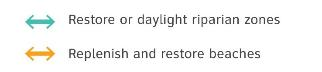 Restore or daylight riparian zones
Replenish and restore beaches